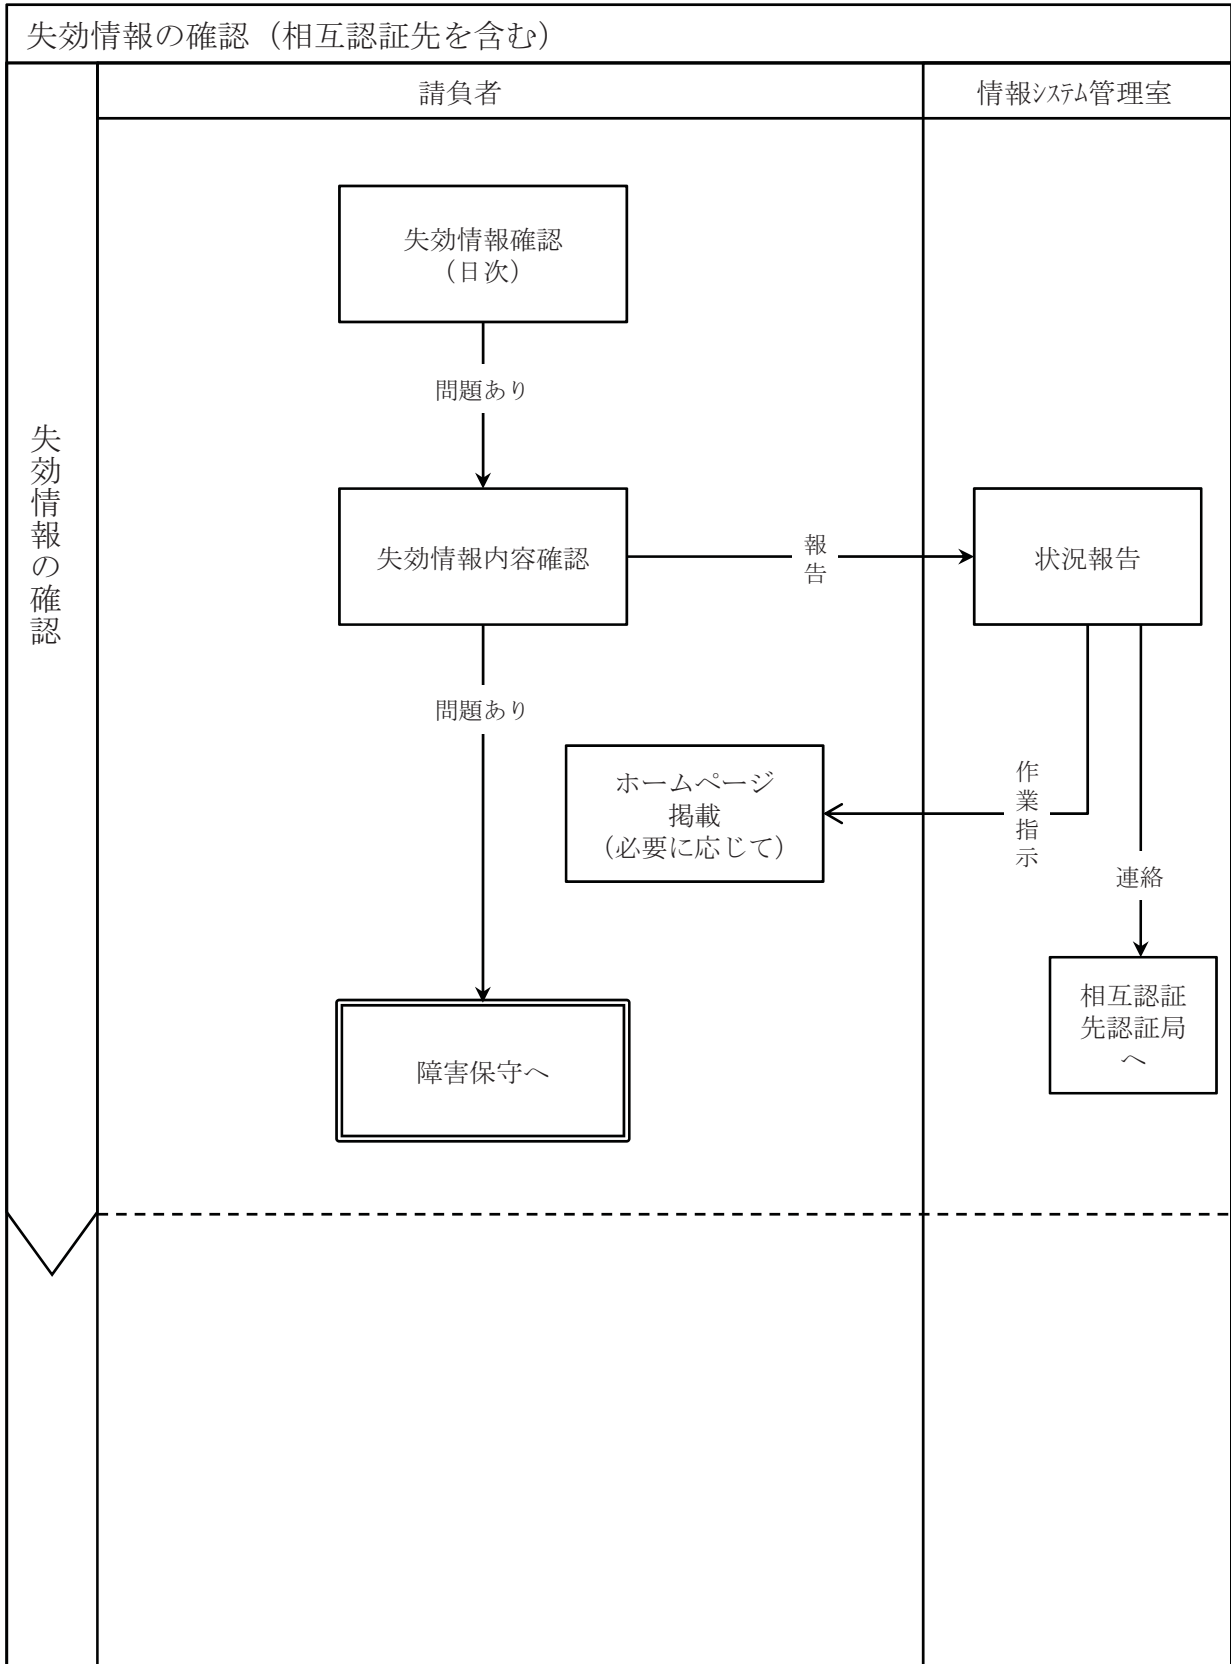 失効情報の確認（相互認証先を含む）
請負者
情報ｼｽﾃﾑ管理室
失効情報の確認
失効情報確認
（日次）
問題あり
失効情報内容確認
報告
状況報告
問題あり
ホームページ
掲載
（必要に応じて）
作業指示
連絡
相互認証
先認証局
へ
障害保守へ